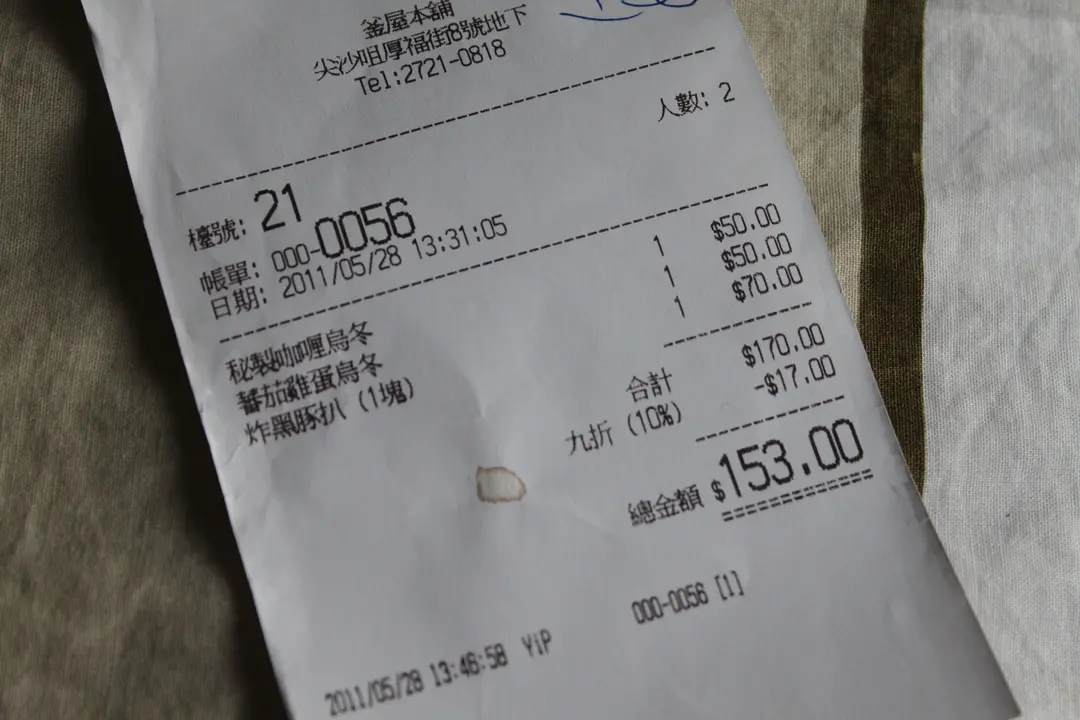 釜屋本舖
尖沙咀厚福街8號地下
Tel:2721-0818
人數: 2
檯號: 21
帳單: 000-0056
日期: 2011/05/28 13:31:05
秘製咖喱烏冬 1 $50.00
蕃茄雞蛋烏冬 1 $50.00
炸黑豚扒 (1塊) 1 $70.00
合計 $170.00
九折 (10%) -$17.00
總金額 $153.00
000-0056 [1]
2011/05/28 13:46:58 YiP